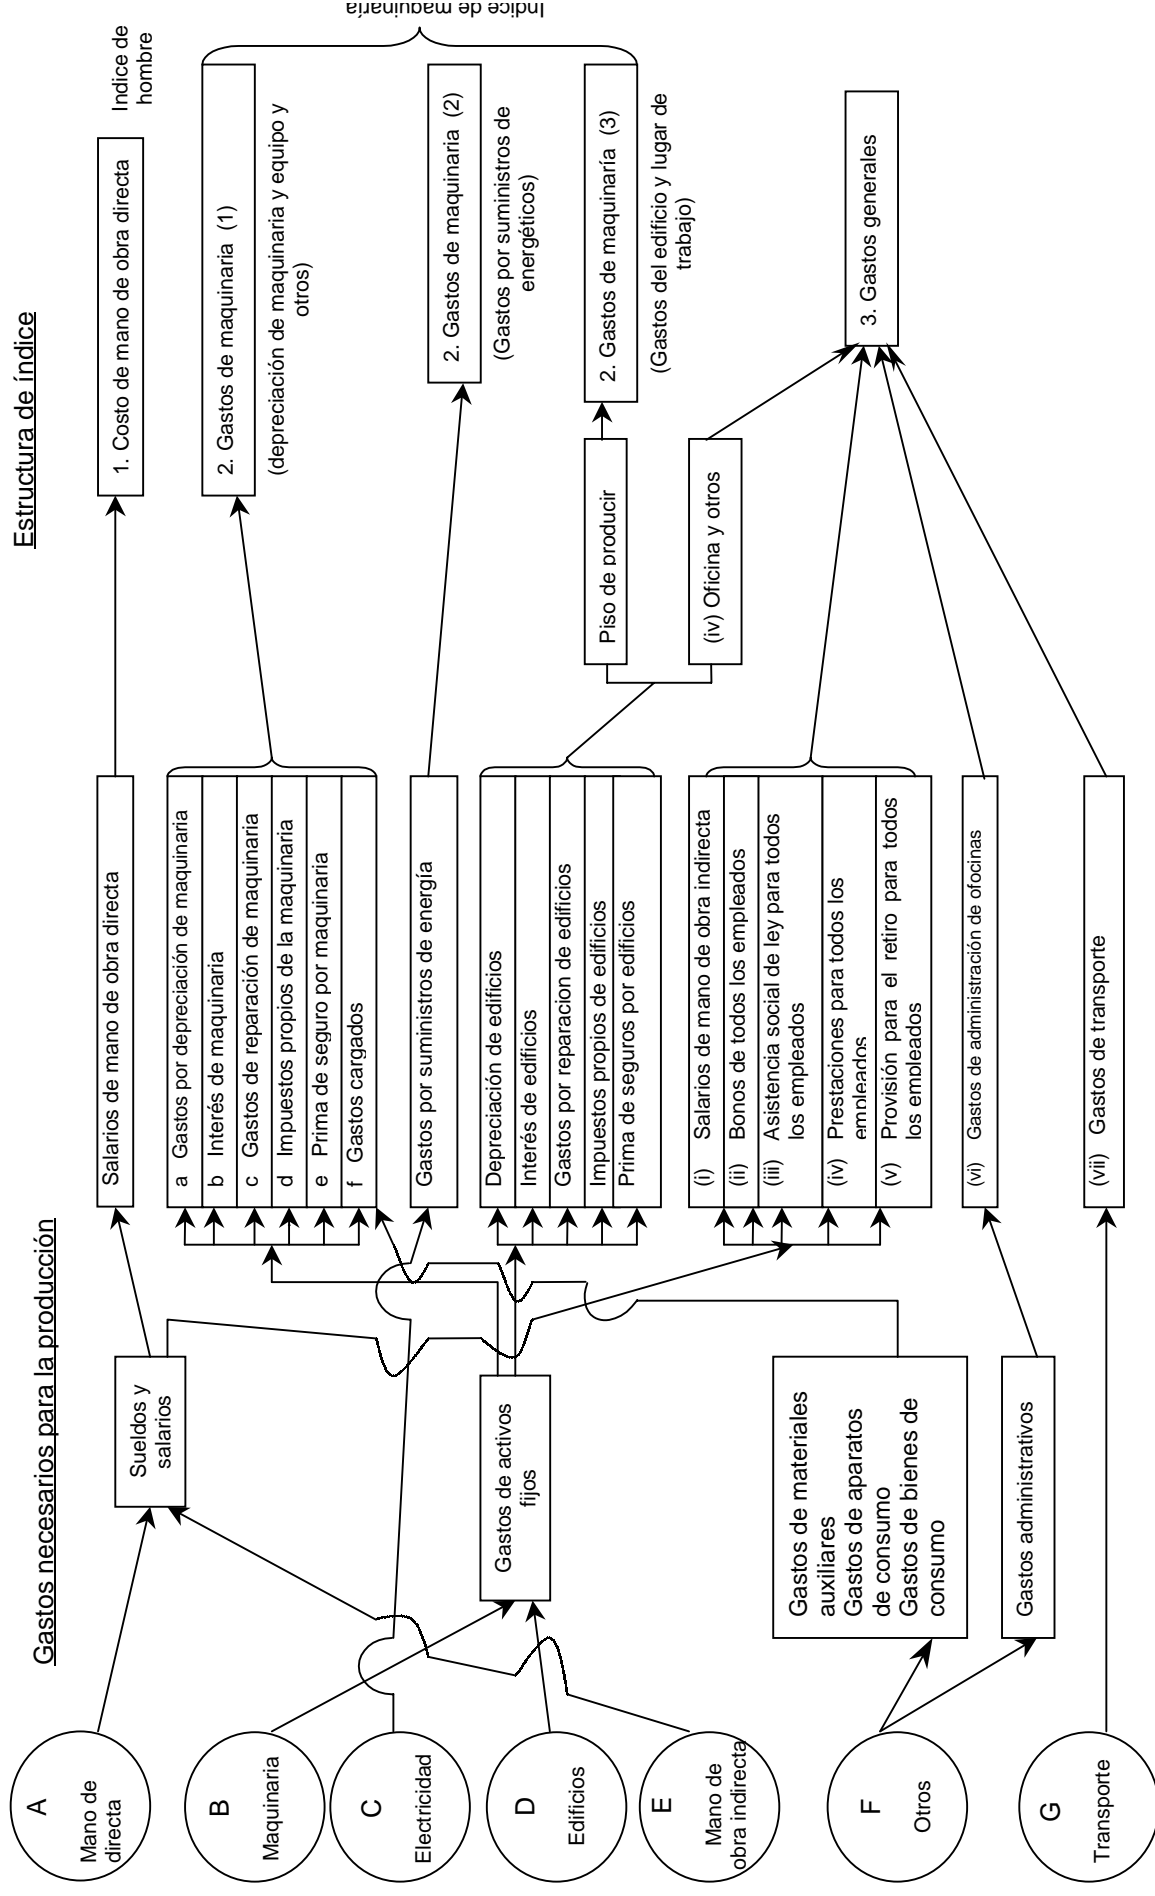 Gastos necesarios para la producción
Estructura de índice
A
Mano de
directa
B
Maquinaria
C
Electricidad
D
Edificios
E
Mano de
obra indirecta
F
Otros
G
Transporte
Sueldos y
salarios
Gastos de activos
fijos
Gastos de materiales
auxiliares
Gastos de aparatos
de consumo
Gastos de bienes de
consumo
Gastos administrativos
Salarios de mano de obra directa
a Gastos por depreciación de maquinaria
b Interés de maquinaria
c Gastos de reparación de maquinaria
d Impuestos propios de la maquinaria
e Prima de seguro por maquinaria
f Gastos cargados
Gastos por suministros de energía
Depreciación de edificios
Interés de edificios
Gastos por reparacion de edificios
Impuestos propios de edificios
Prima de seguros por edificios
(i) Salarios de mano de obra indirecta
(ii) Bonos de todos los empleados
(iii) Asistencia social de ley para todos
los empleados
(iv) Prestaciones para todos los
empleados
(v) Provisión para el retiro para todos
los empleados
(vi) Gastos de administración de ofocinas
(vii) Gastos de transporte
Piso de producir
(iv) Oficina y otros
1. Costo de mano de obra directa
Indice de
hombre
2. Gastos de maquinaria (1)
(depreciación de maquinaria y equipo y
otros)
2. Gastos de maquinaria (2)
(Gastos por suministros de
energéticos)
2. Gastos de maquinaría (3)
(Gastos del edificio y lugar de
trabajo)
Indice de maquinaría
3. Gastos generales